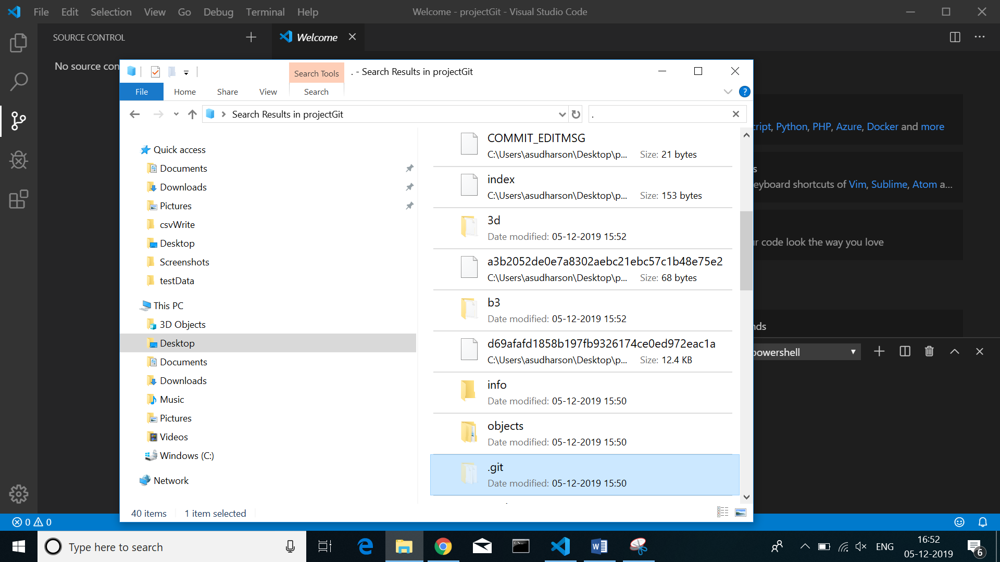 File Edit Selection View Go Debug Terminal Help
Welcome - projectGit - Visual Studio Code
SOURCE CONTROL
Welcome
No source con
Search Tools
. - Search Results in projectGit
File Home Share View Search
Search Results in projectGit
.
Quick access
Documents
Downloads
Pictures
csvWrite
Desktop
Screenshots
testData
This PC
3D Objects
Desktop
Documents
Downloads
Music
Pictures
Videos
Windows (C:)
Network
COMMIT_EDITMSG
C:\Users\asudharson\Desktop\p... Size: 21 bytes
index
C:\Users\asudharson\Desktop\p... Size: 153 bytes
3d
Date modified: 05-12-2019 15:52
a3b2052de0e7a8302aebc21ebc57c1b48e75e2
C:\Users\asudharson\Desktop\p... Size: 68 bytes
b3
Date modified: 05-12-2019 15:52
d69afafd1858b197fb9326174ce0ed972eac1a
C:\Users\asudharson\Desktop\p... Size: 12.4 KB
info
Date modified: 05-12-2019 15:50
objects
Date modified: 05-12-2019 15:50
.git
Date modified: 05-12-2019 15:50
40 items 1 item selected
cript, Python, PHP, Azure, Docker and more
s
eyboard shortcuts of Vim, Sublime, Atom a...
r code look the way you love
nds
powershell
0 0
Type here to search
ENG
16:52
05-12-2019
6